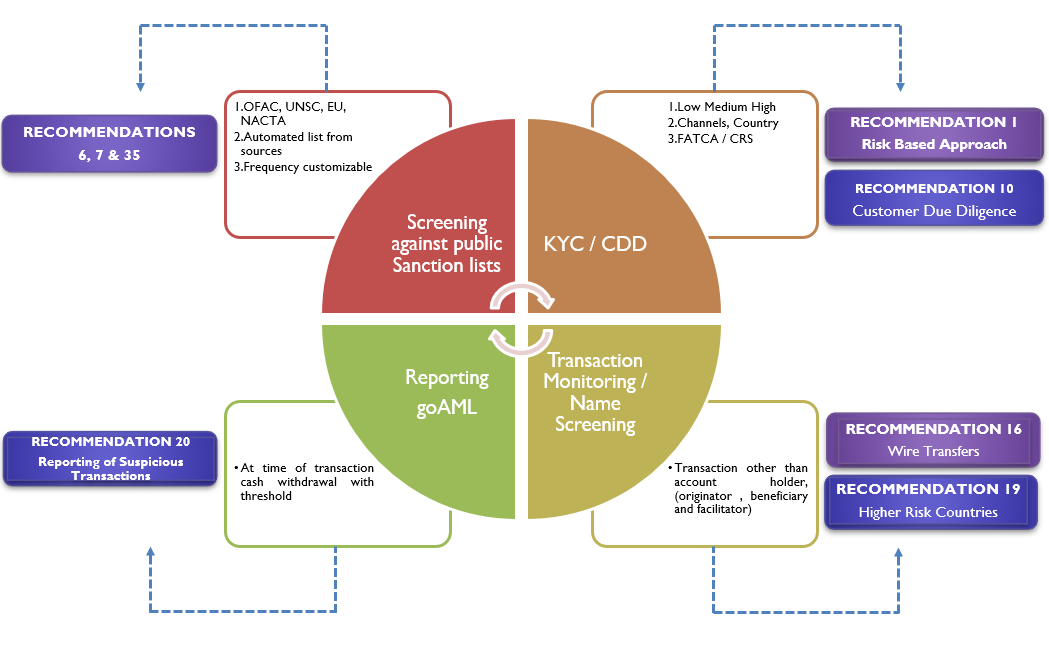 RECOMMENDATIONS
6, 7 & 35
1.OFAC, UNSC, EU,
NACTA
2.Automated list from
sources
3.Frequency customizable
Screening
against public
Sanction lists
1.Low Medium High
2.Channels, Country
3.FATCA / CRS
KYC / CDD
RECOMMENDATION 1
Risk Based Approach
RECOMMENDATION 10
Customer Due Diligence
RECOMMENDATION 20
Reporting of Suspicious
Transactions
•At time of transaction
cash withdrawal with
threshold
Reporting
goAML
Transaction
Monitoring /
Name
Screening
•Transaction other than
account holder,
(originator , beneficiary
and facilitator)
RECOMMENDATION 16
Wire Transfers
RECOMMENDATION 19
Higher Risk Countries